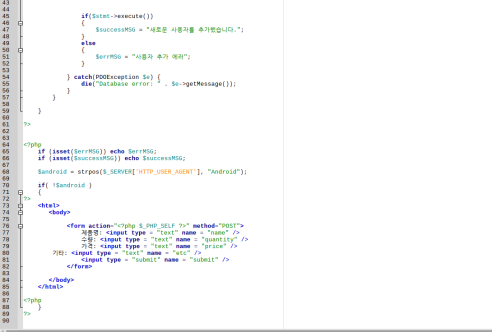 43
44
45 if($stmt->execute())
46 {
47 $successMSG = "새로운 사용자를 추가했습니다.";
48 }
49 else
50 {
51 $errMSG = "사용자 추가 에러";
52 }
53
54 } catch(PDOException $e) {
55 die("Database error: " . $e->getMessage());
56 }
57 }
58
59 }
60
61 ?>
62
63
64 <?php
65 if (isset($errMSG)) echo $errMSG;
66 if (isset($successMSG)) echo $successMSG;
67
68 $android = strpos($_SERVER['HTTP_USER_AGENT'], "Android");
69
70 if( !$android )
71 {
72 ?>
73 <html>
74 <body>
75
76 <form action="<?php $_PHP_SELF ?>" method="POST">
77 제품명: <input type = "text" name = "name" />
78 수량: <input type = "text" name = "quantity" />
79 가격: <input type = "text" name = "price" />
80 기타: <input type = "text" name = "etc" />
81 <input type = "submit" name = "submit" />
82 </form>
83
84 </body>
85 </html>
86
87 <?php
88 }
89 ?>
90